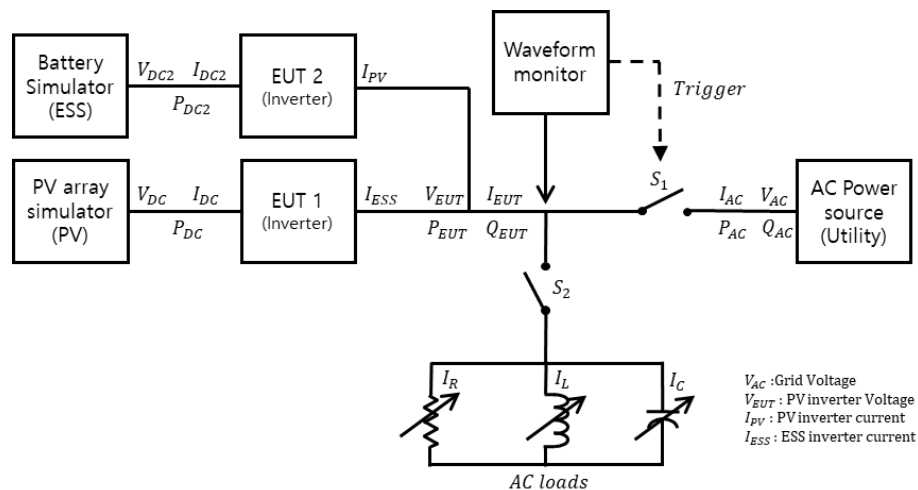 Battery
Simulator
(ESS)
V_DC2 I_DC2
P_DC2
EUT 2
(Inverter)
I_PV
Waveform
monitor
Trigger
PV array
simulator
(PV)
V_DC I_DC
P_DC
EUT 1
(Inverter)
I_ESS V_EUT I_EUT
P_EUT Q_EUT
S_1
I_AC V_AC
P_AC Q_AC
AC Power
source
(Utility)
S_2
I_R I_L I_C
AC loads
V_AC :Grid Voltage
V_EUT : PV inverter Voltage
I_PV : PV inverter current
I_ESS : ESS inverter current